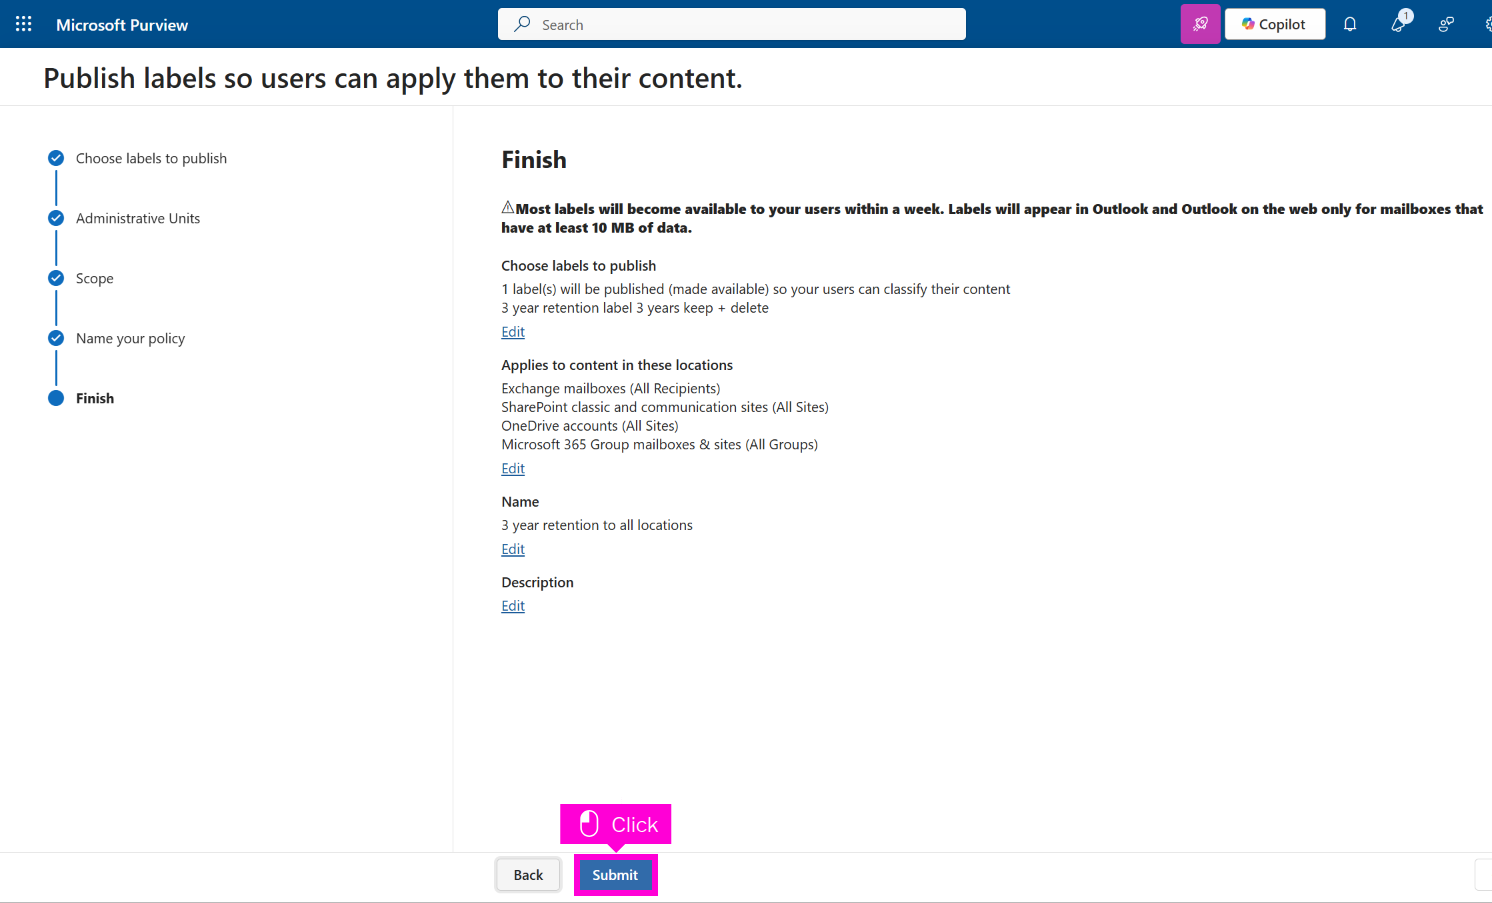 Microsoft Purview
Search
Copilot
1
Publish labels so users can apply them to their content.
Choose labels to publish
Administrative Units
Scope
Name your policy
Finish
Finish
Most labels will become available to your users within a week. Labels will appear in Outlook and Outlook on the web only for mailboxes that
have at least 10 MB of data.
Choose labels to publish
1 label(s) will be published (made available) so your users can classify their content
3 year retention label 3 years keep + delete
Edit
Applies to content in these locations
Exchange mailboxes (All Recipients)
SharePoint classic and communication sites (All Sites)
OneDrive accounts (All Sites)
Microsoft 365 Group mailboxes & sites (All Groups)
Edit
Name
3 year retention to all locations
Edit
Description
Edit
Click
Back
Submit